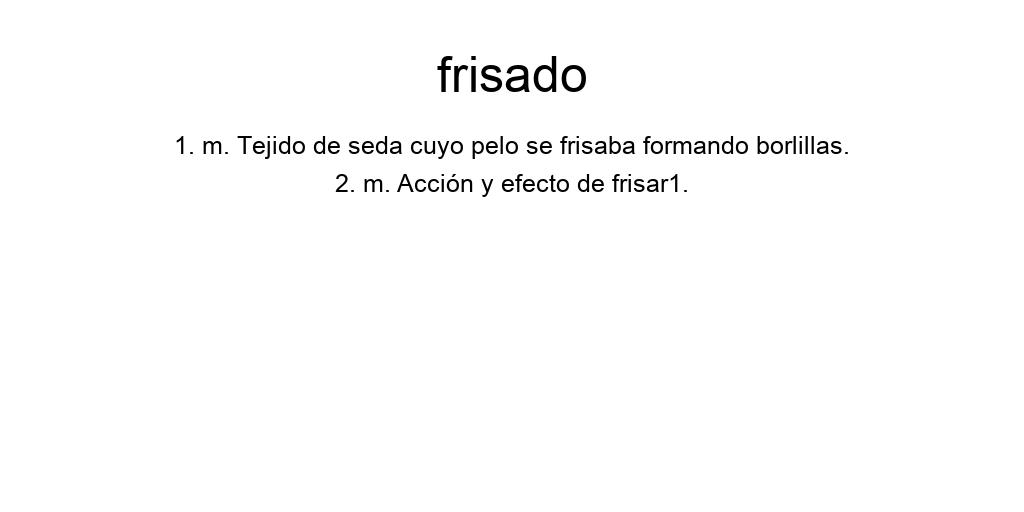 frisado
1. m. Tejido de seda cuyo pelo se frisaba formando borlillas.
2. m. Acción y efecto de frisar1.